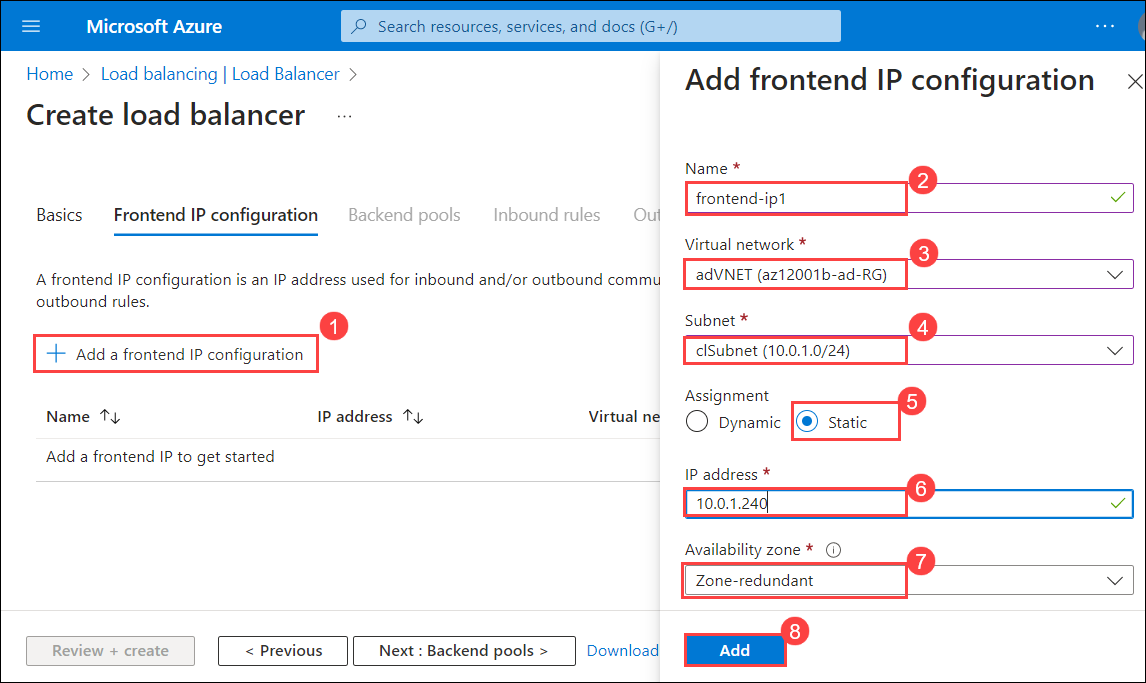 Microsoft Azure
Search resources, services, and docs (G+/)
...
Home > Load balancing | Load Balancer >
Create load balancer ...
Basics
Frontend IP configuration
Backend pools
Inbound rules
Out
A frontend IP configuration is an IP address used for inbound and/or outbound commu
outbound rules.
1
+ Add a frontend IP configuration
Name ↑↓
IP address ↑↓
Virtual ne
Add a frontend IP to get started
Review + create
< Previous
Next : Backend pools >
Download
Add frontend IP configuration
Name *
2
frontend-ip1
Virtual network *
3
adVNET (az12001b-ad-RG)
Subnet *
4
clSubnet (10.0.1.0/24)
Assignment
5
Dynamic
Static
IP address *
6
10.0.1.240
Availability zone *
7
Zone-redundant
8
Add